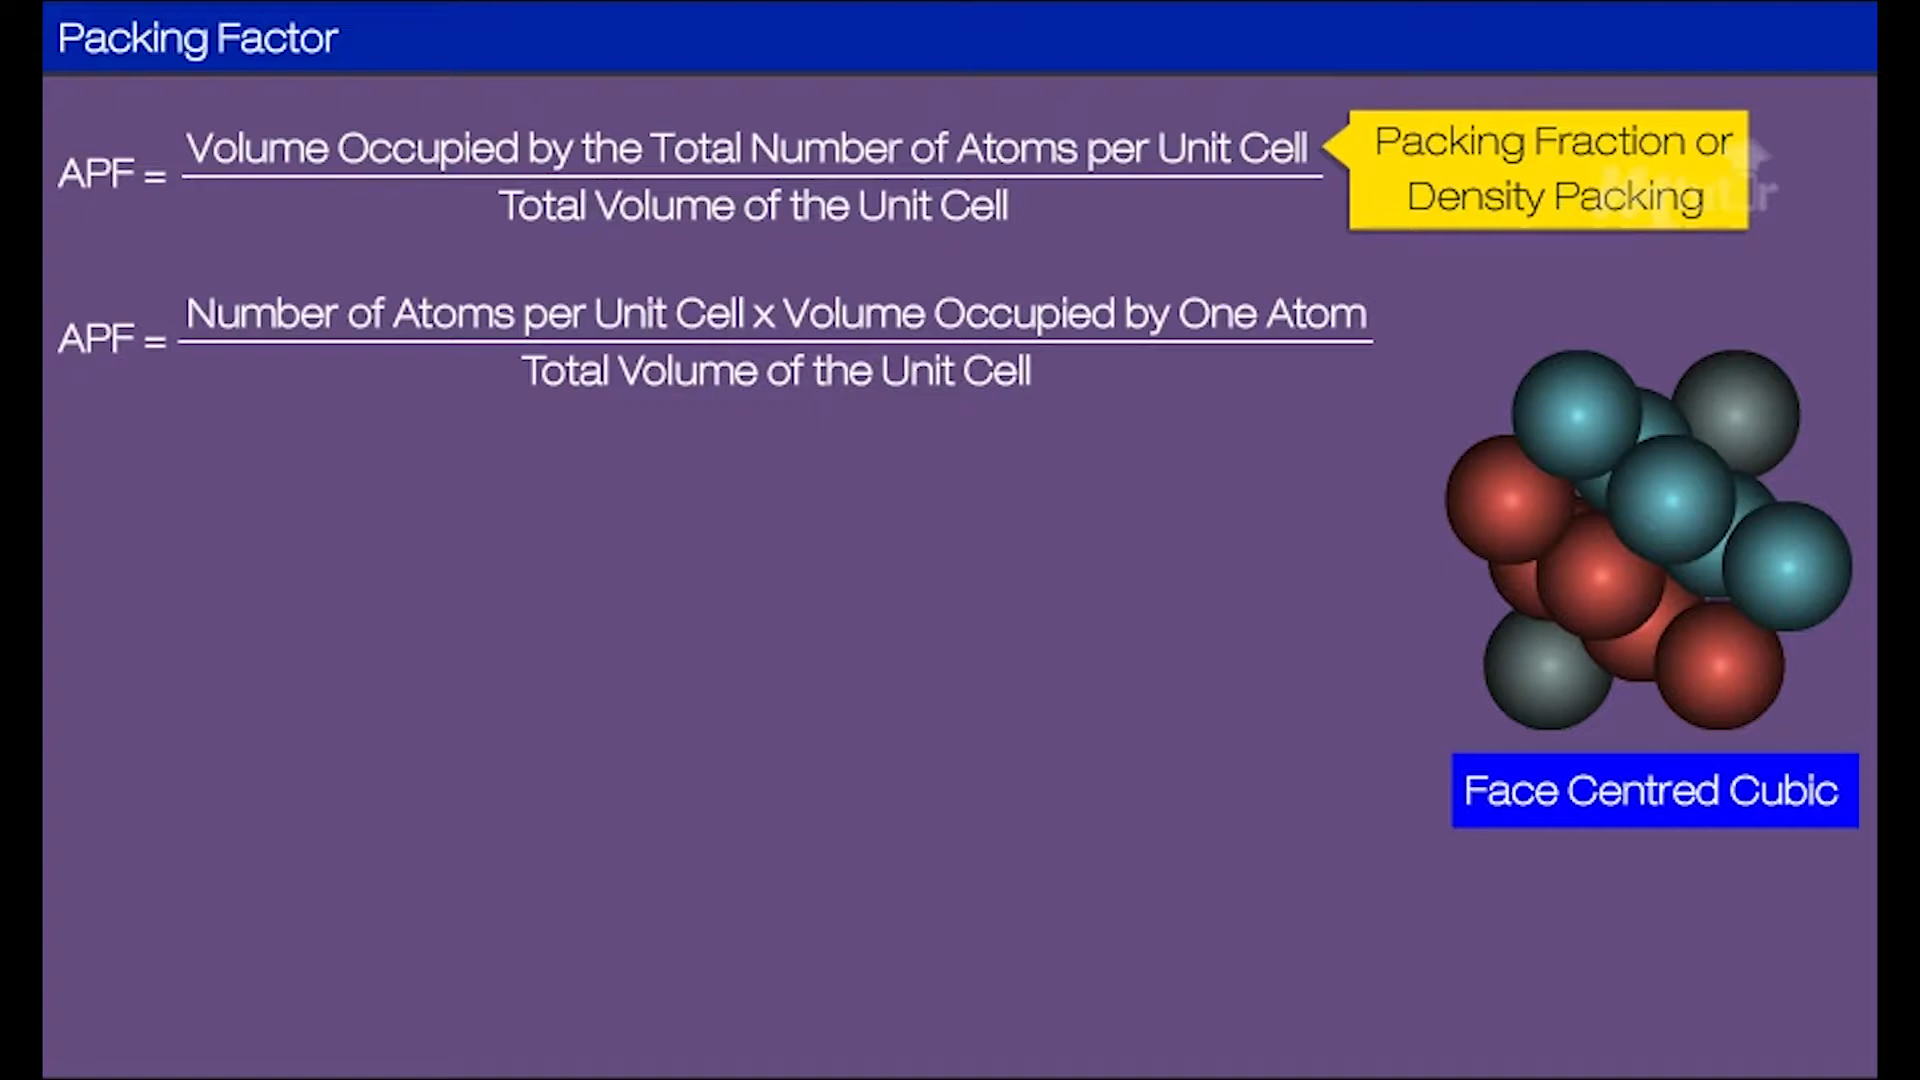 Packing Factor
APF = Volume Occupied by the Total Number of Atoms per Unit Cell
Total Volume of the Unit Cell
Packing Fraction or
Density Packing
APF = Number of Atoms per Unit Cell x Volume Occupied by One Atom
Total Volume of the Unit Cell
Face Centred Cubic